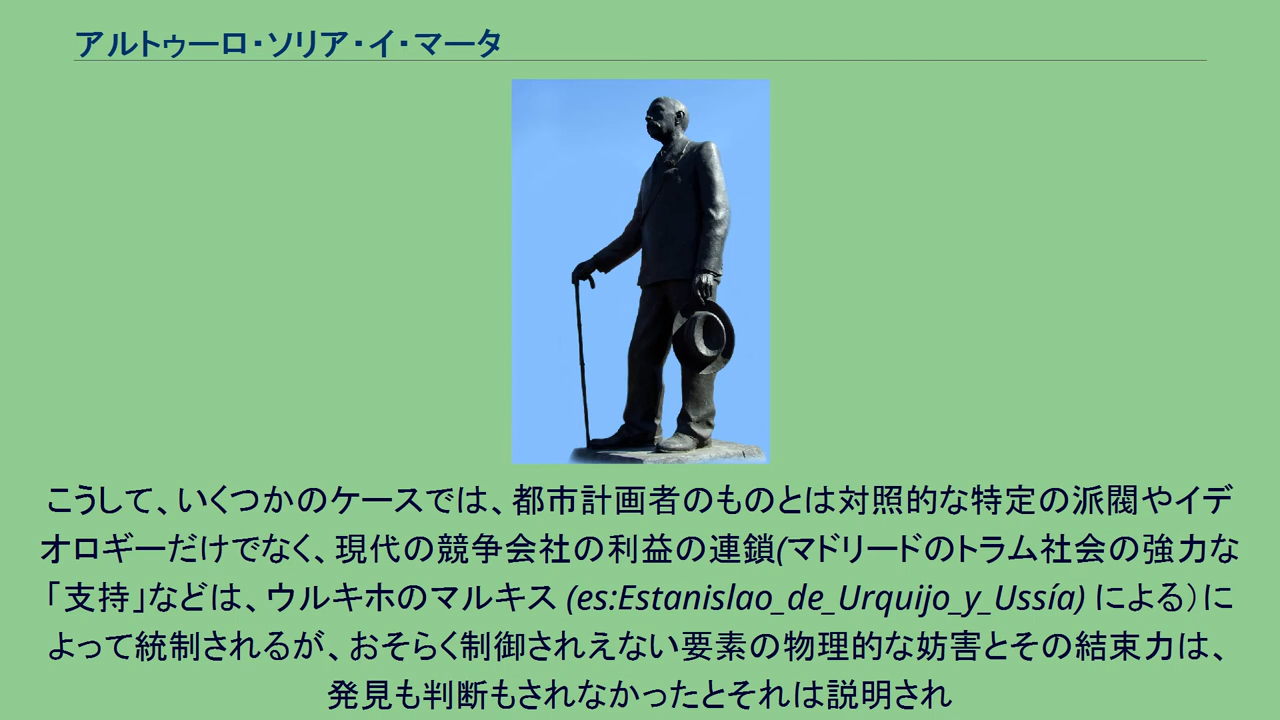 アルトゥーロ・ソリア・イ・マータ
こうして、いくつかのケースでは、都市計画者のものとは対照的な特定の派閥やイデ
オロギーだけでなく、現代の競争会社の利益の連鎖(マドリードのトラム社会の強力な
「支持」などは、ウルキホのマルキス (es:Estanislao_de_Urquijo_y_Ussía) による）に
よって統制されるが、おそらく制御されえない要素の物理的な妨害とその結束力は、
発見も判断もされなかったとそれは説明され